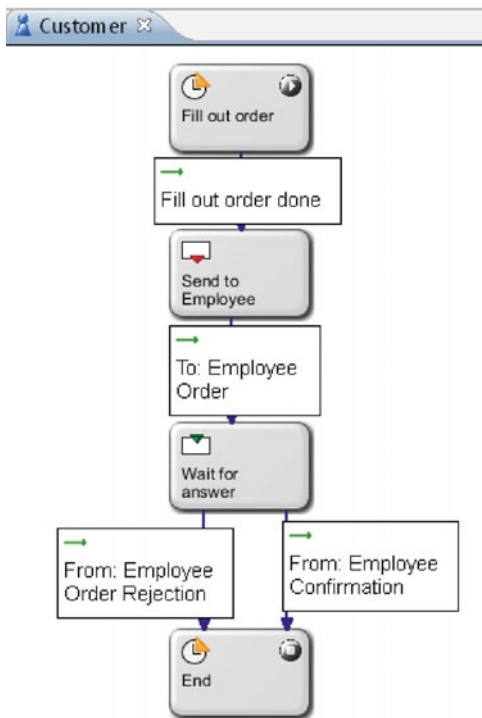 Customer
Fill out order
Fill out order done
Send to
Employee
To: Employee
Order
Wait for
answer
From: Employee
Order Rejection
From: Employee
Confirmation
End